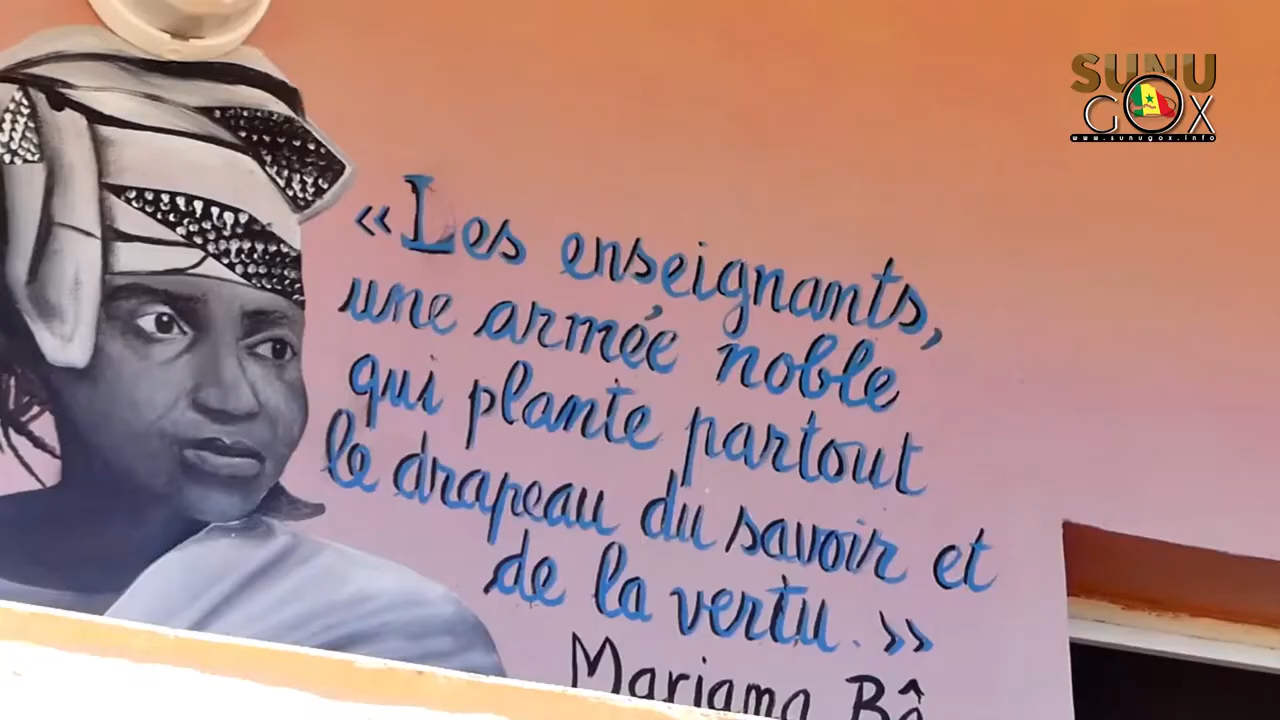 SUNU
GOX
www.sunugox.info
«Les enseignants,
une armée noble
qui plante partout
le drapeau du savoir et
de la vertu.»
Mariama Bâ